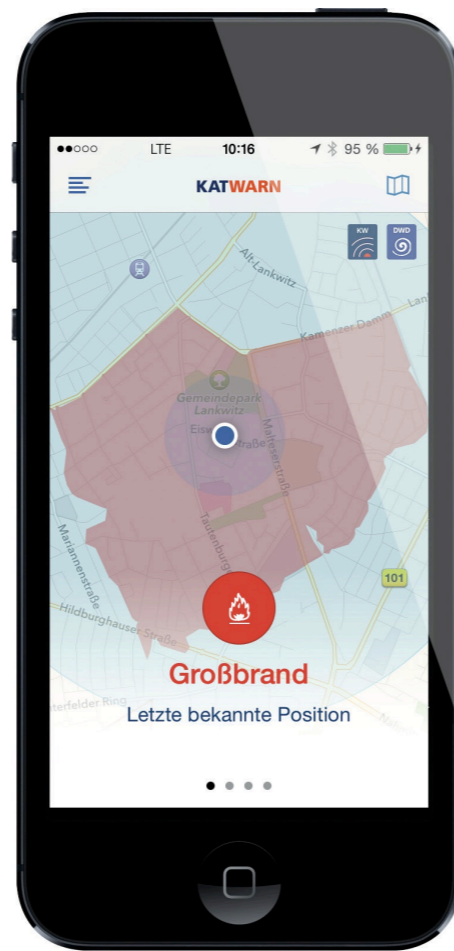 LTE 10:16 95 %
KATWARN
KW DWD
Alt-Lankwitz
Kamenzer Damm
Gemeindepark
Lankwitz
Malteserstraße
Mariannenstraße
101
Hildburghauser Straße
Großbrand
Letzte bekannte Position